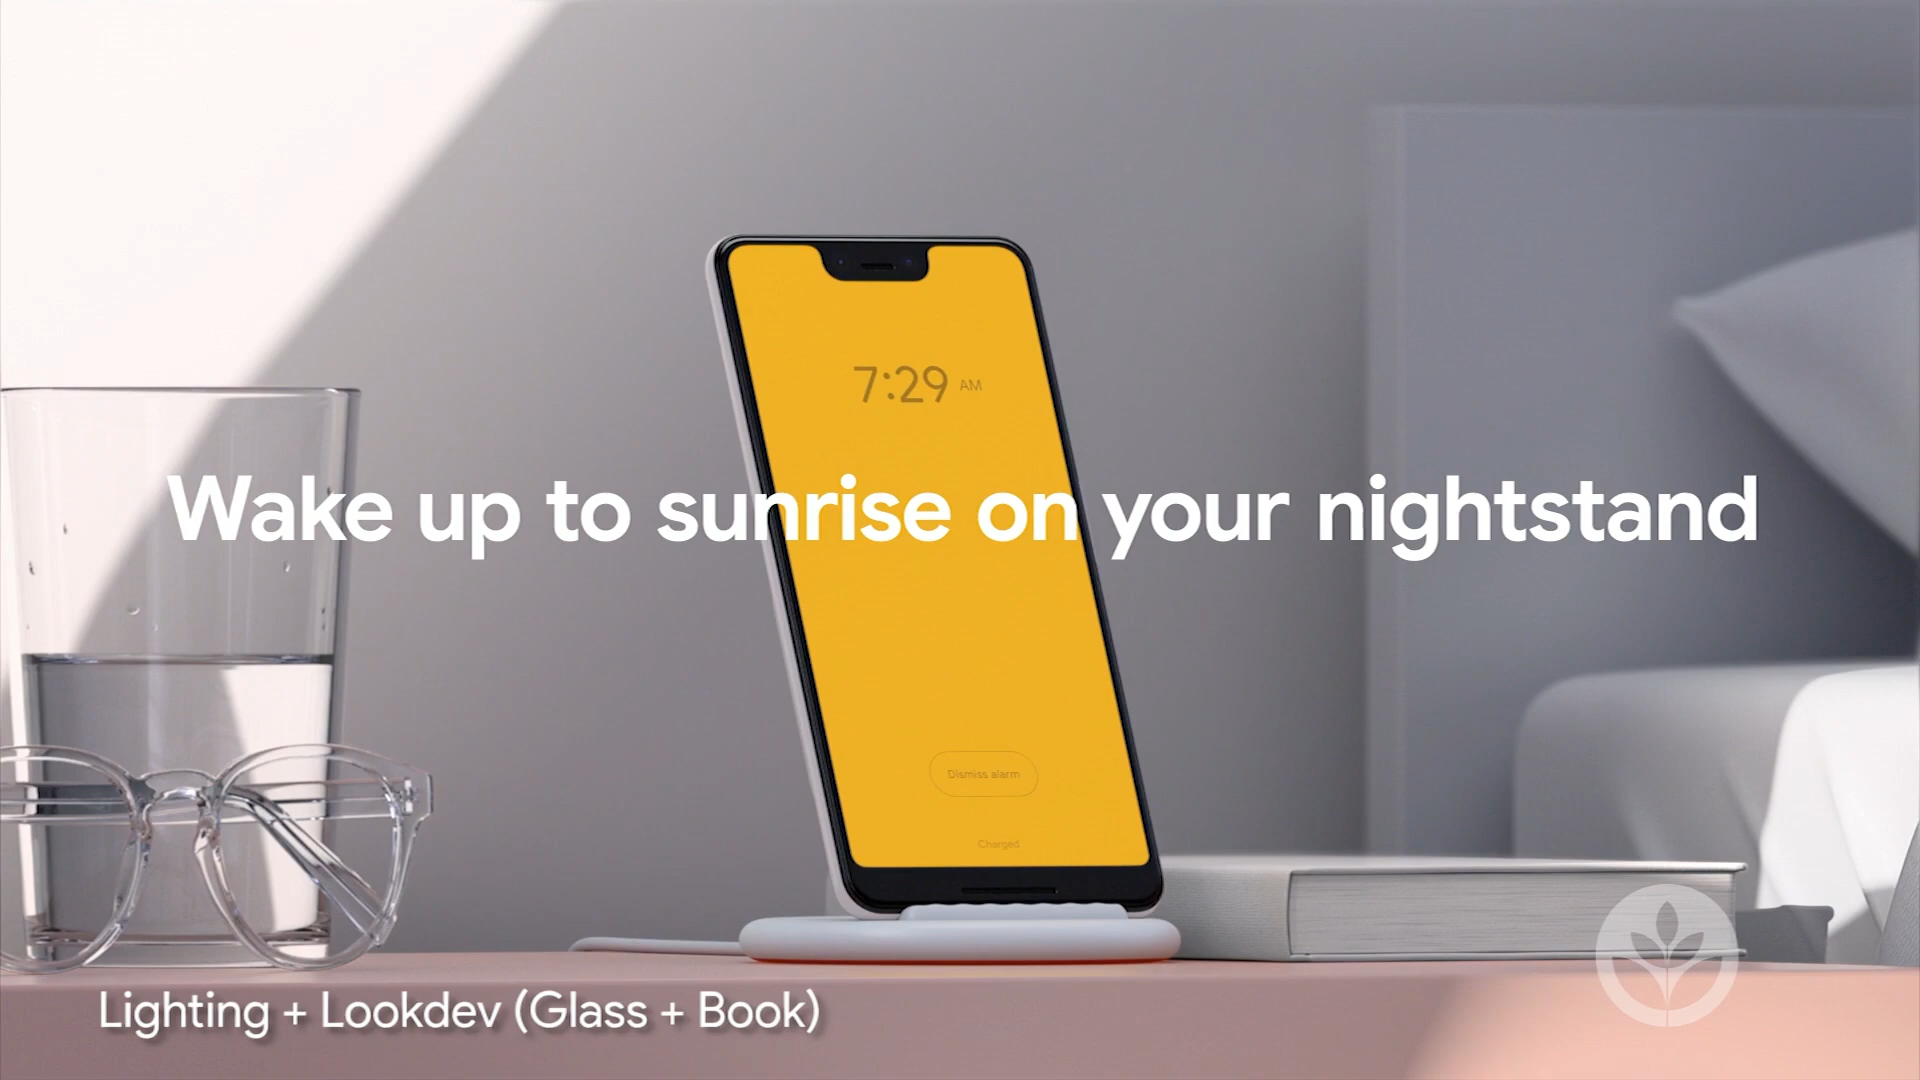 7:29 AM
Wake up to sunrise on your nightstand
Dismiss alarm
Charged
Lighting + Lookdev (Glass + Book)